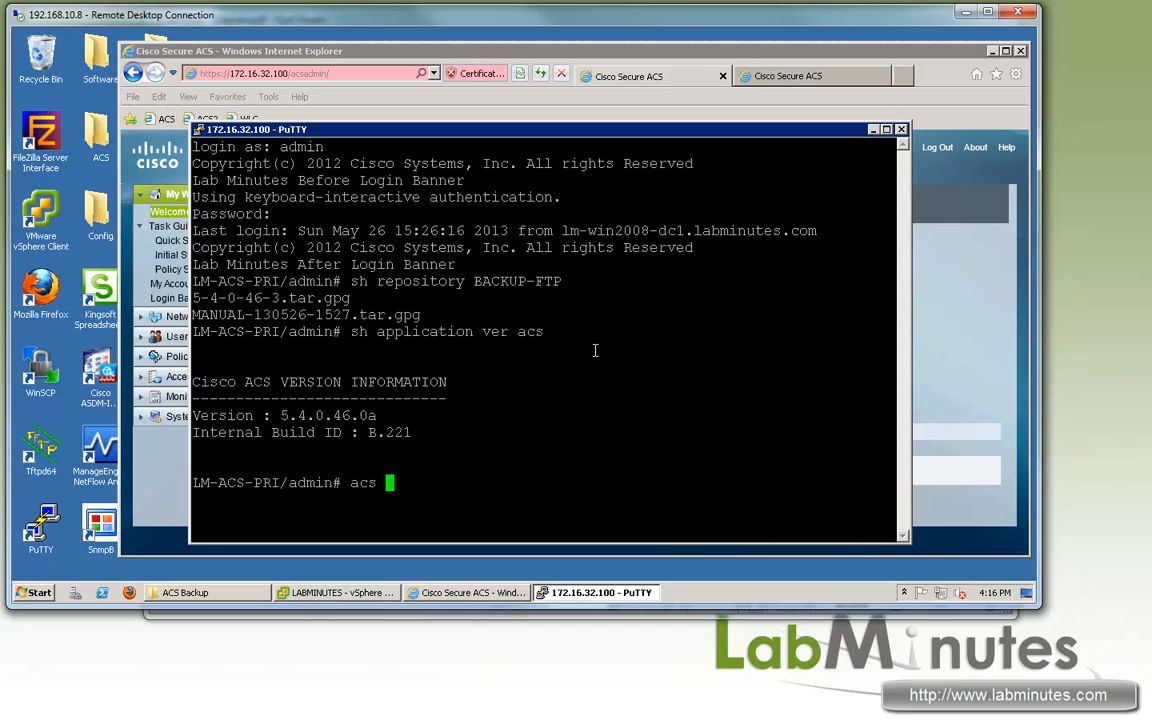 192.168.10.8 - Remote Desktop Connection
Recycle Bin
Software
FileZilla Server
Interface
ACS
VMware
vSphere Client
Config
Mozilla Firefox
Kingsoft
Spreadshe...
WinSCP
Cisco
ASDM-I...
Tftpd64
ManageEng
NetFlow An
PuTTY
SnmpB
Cisco Secure ACS - Windows Internet Explorer
https://172.16.32.100/acsadmin/
Certificat...
Cisco Secure ACS
Cisco Secure ACS
File Edit View Favorites Tools Help
ACS
CISCO
Log Out About Help
My W
Welcome
Task Gui
Quick S
Initial S
Policy S
Login Ba
Netw
User
Polic
Acce
Moni
Syste
172.16.32.100 - PuTTY
login as: admin
Copyright(c) 2012 Cisco Systems, Inc. All rights Reserved
Lab Minutes Before Login Banner
Using keyboard-interactive authentication.
Password:
Last login: Sun May 26 15:26:16 2013 from lm-win2008-dc1.labminutes.com
Copyright(c) 2012 Cisco Systems, Inc. All rights Reserved
Lab Minutes After Login Banner
LM-ACS-PRI/admin# sh repository BACKUP-FTP
5-4-0-46-3.tar.gpg
MANUAL-130526-1527.tar.gpg
LM-ACS-PRI/admin# sh application ver acs
Cisco ACS VERSION INFORMATION
-----------------------------
Version : 5.4.0.46.0a
Internal Build ID : B.221
LM-ACS-PRI/admin# acs
Start
ACS Backup
LABMINUTES - vSphere ...
Cisco Secure ACS - Wind...
172.16.32.100 - PuTTY
4:16 PM
LabMinutes
http://www.labminutes.com